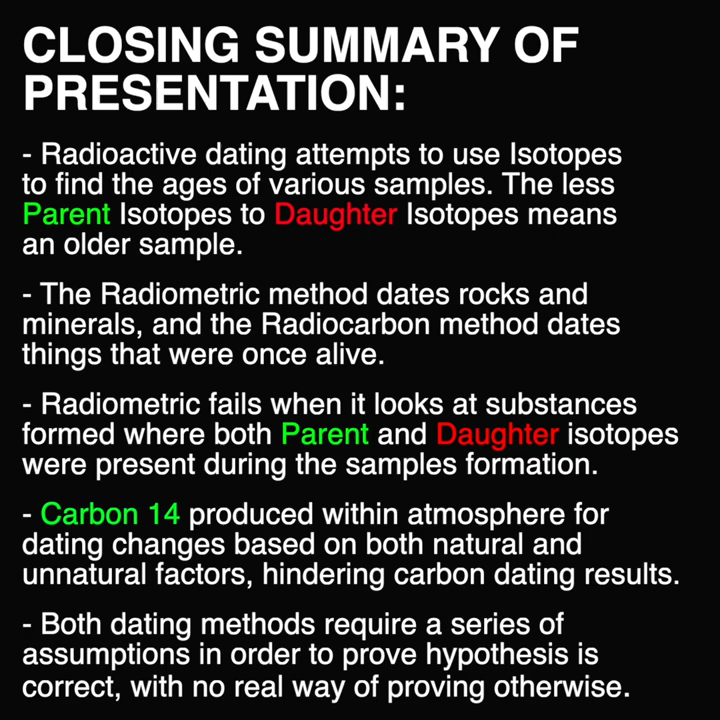 CLOSING SUMMARY OF
PRESENTATION:
- Radioactive dating attempts to use Isotopes
to find the ages of various samples. The less
Parent Isotopes to Daughter Isotopes means
an older sample.
- The Radiometric method dates rocks and
minerals, and the Radiocarbon method dates
things that were once alive.
- Radiometric fails when it looks at substances
formed where both Parent and Daughter isotopes
were present during the samples formation.
- Carbon 14 produced within atmosphere for
dating changes based on both natural and
unnatural factors, hindering carbon dating results.
- Both dating methods require a series of
assumptions in order to prove hypothesis is
correct, with no real way of proving otherwise.